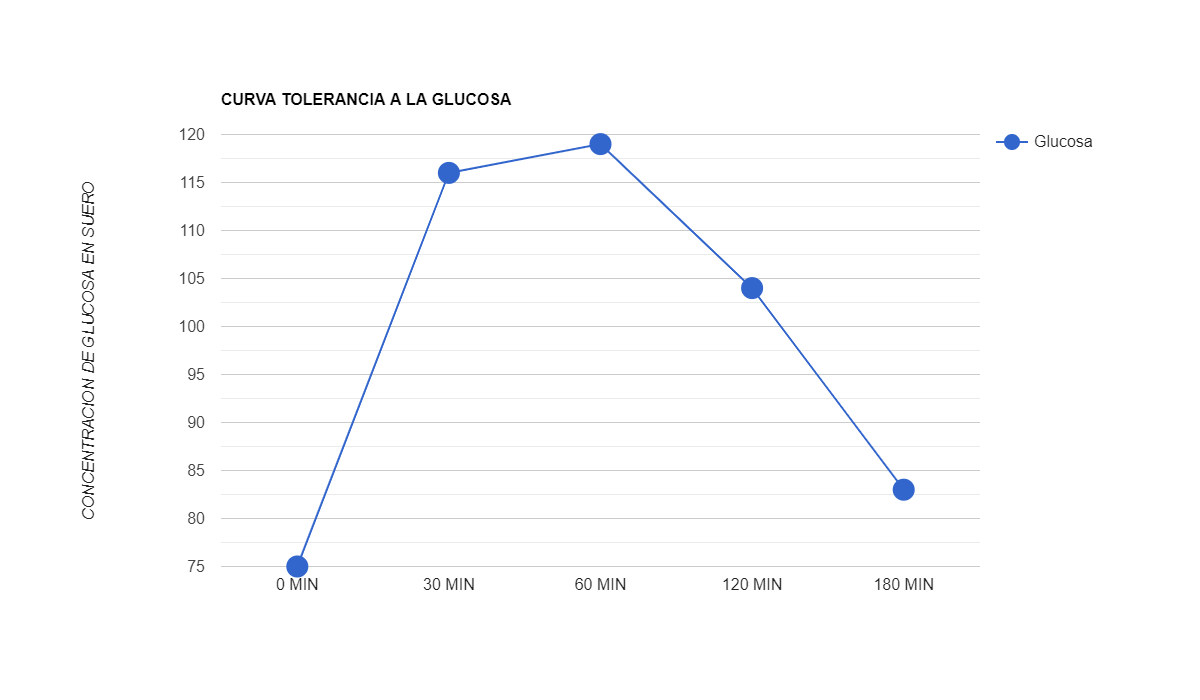 CURVA TOLERANCIA A LA GLUCOSA
Glucosa
CONCENTRACION DE GLUCOSA EN SUERO
120
115
110
105
100
95
90
85
80
75
0 MIN
30 MIN
60 MIN
120 MIN
180 MIN